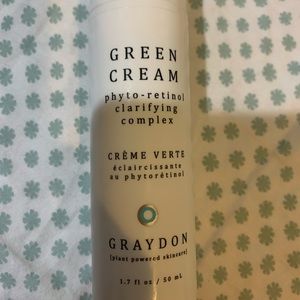 GREEN
CREAM
phyto-retinol
clarifying
complex
CRÈME VERTE
éclaircissante
au phytorétinol
GRAYDON
[plant powered skincare]
1.7 fl oz / 50 mL